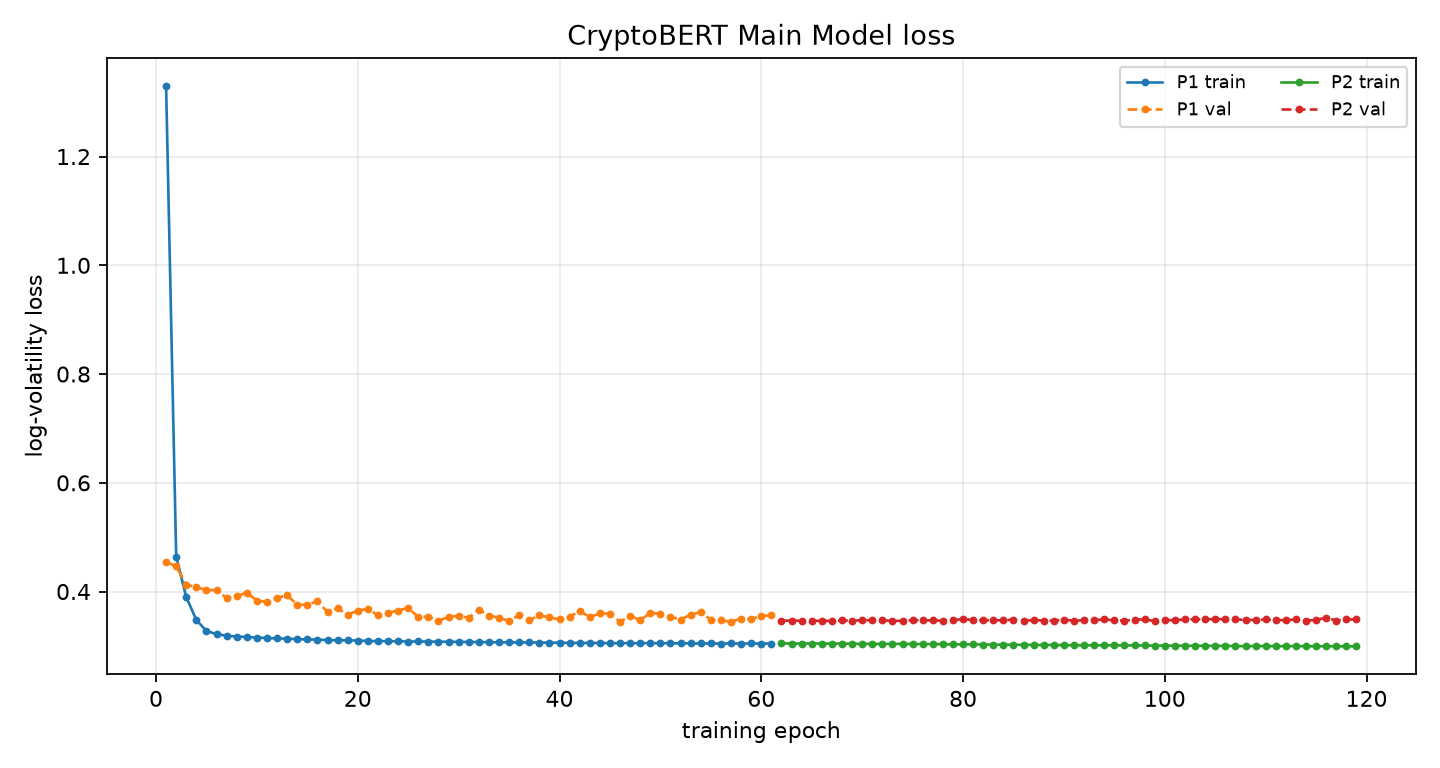 CryptoBERT Main Model loss
P1 train
P2 train
P1 val
P2 val
log-volatility loss
1.2
1.0
0.8
0.6
0.4
0
20
40
60
80
100
120
training epoch